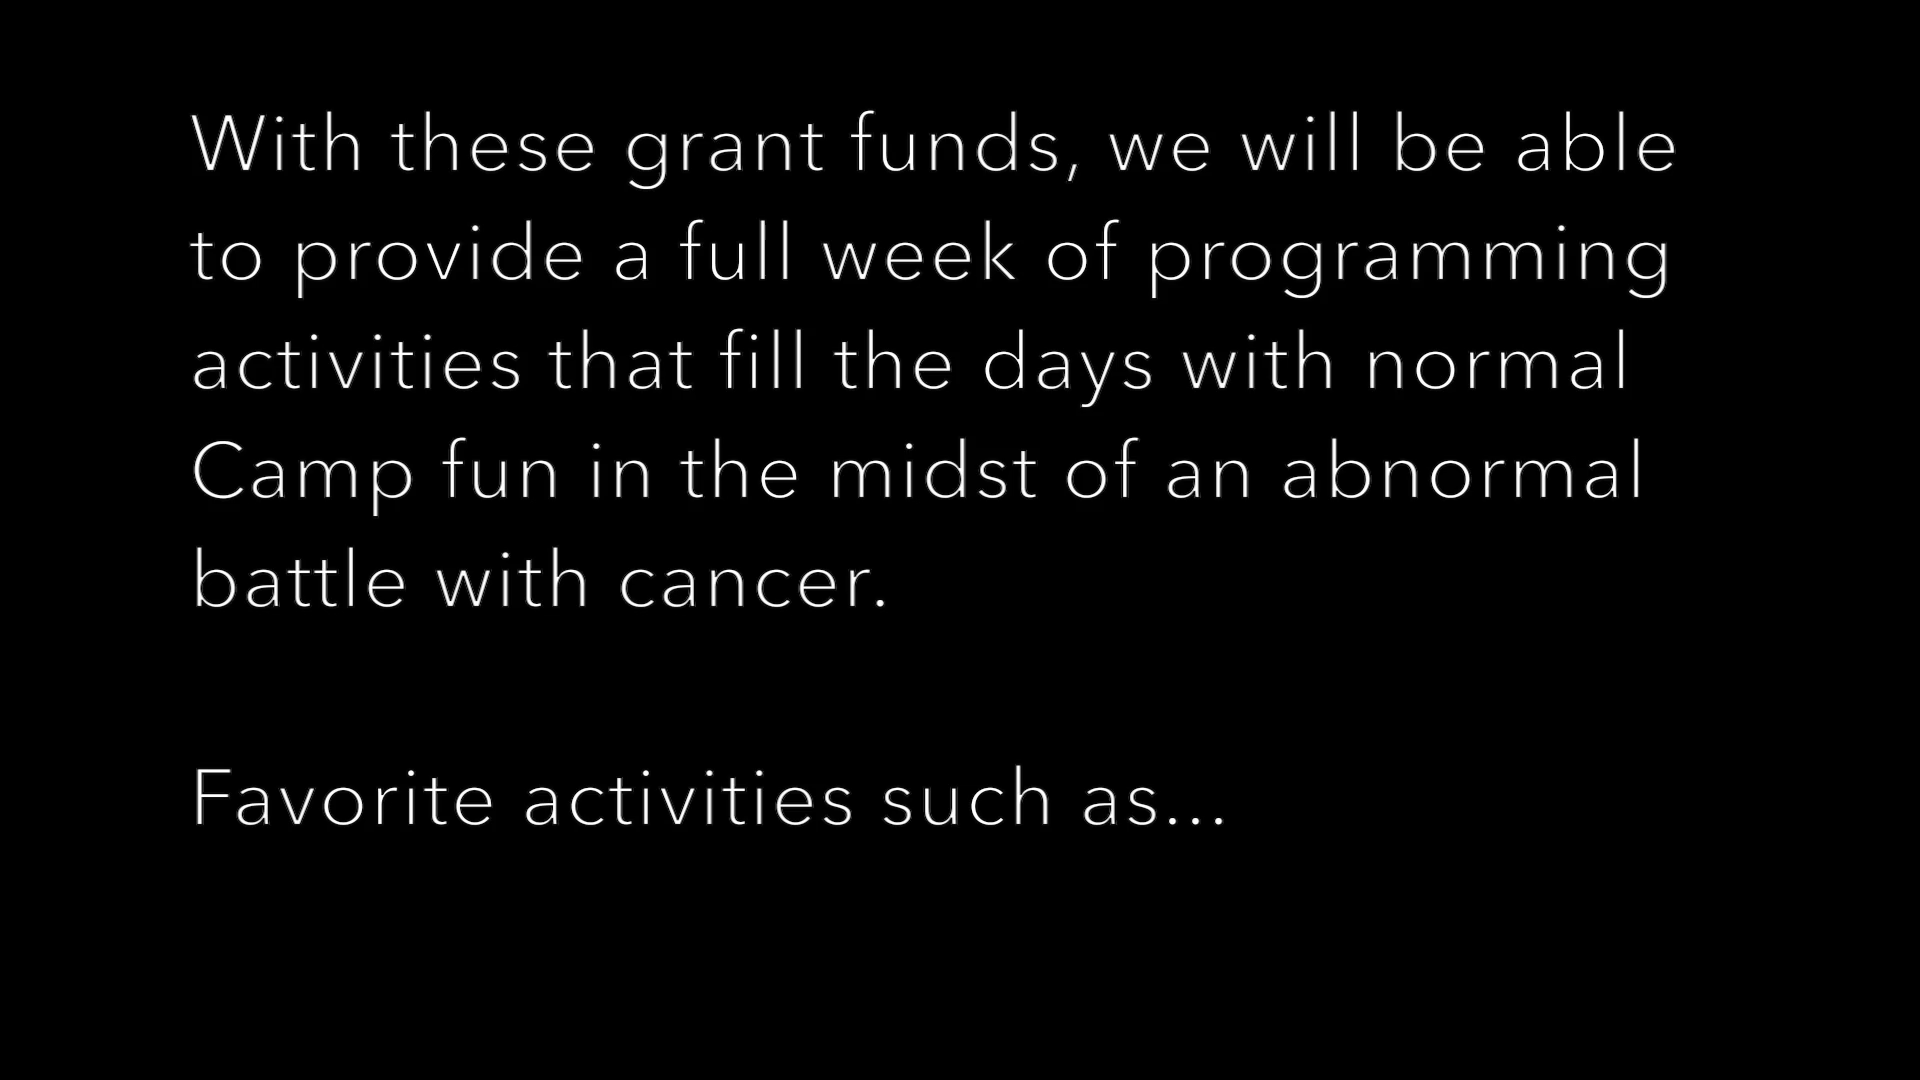 With these grant funds, we will be able
to provide a full week of programming
activities that fill the days with normal
Camp fun in the midst of an abnormal
battle with cancer.
Favorite activities such as...